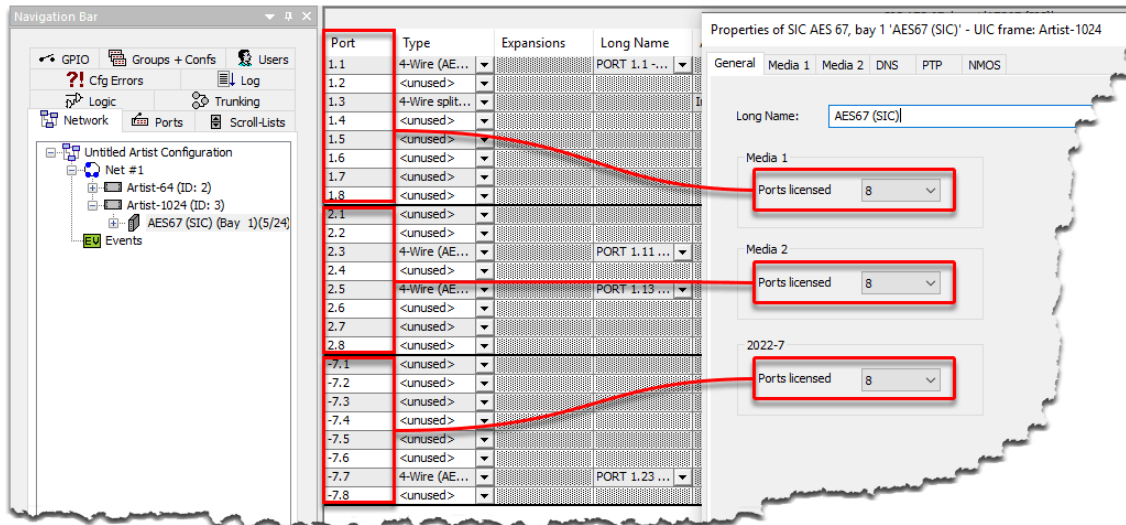 Navigation Bar
GPIO Groups + Confs Users
?! Cfg Errors Log
Logic Trunking
Network Ports Scroll-Lists
Untitled Artist Configuration
Net #1
Artist-64 (ID: 2)
Artist-1024 (ID: 3)
AES67 (SIC) (Bay 1)(5/24)
EV Events
Port Type Expansions Long Name
1.1 4-Wire (AE... PORT 1.1 -...
1.2 <unused>
1.3 4-Wire split...
1.4 <unused>
1.5 <unused>
1.6 <unused>
1.7 <unused>
1.8 <unused>
2.1 <unused>
2.2 <unused>
2.3 4-Wire (AE... PORT 1.11 ...
2.4 <unused>
2.5 4-Wire (AE... PORT 1.13 ...
2.6 <unused>
2.7 <unused>
2.8 <unused>
-7.1 <unused>
-7.2 <unused>
-7.3 <unused>
-7.4 <unused>
-7.5 <unused>
-7.6 <unused>
-7.7 4-Wire (AE... PORT 1.23 ...
-7.8 <unused>
Properties of SIC AES 67, bay 1 'AES67 (SIC)' - UIC frame: Artist-1024
General Media 1 Media 2 DNS PTP NMOS
Long Name: AES67 (SIC)
Media 1
Ports licensed 8
Media 2
Ports licensed 8
2022-7
Ports licensed 8